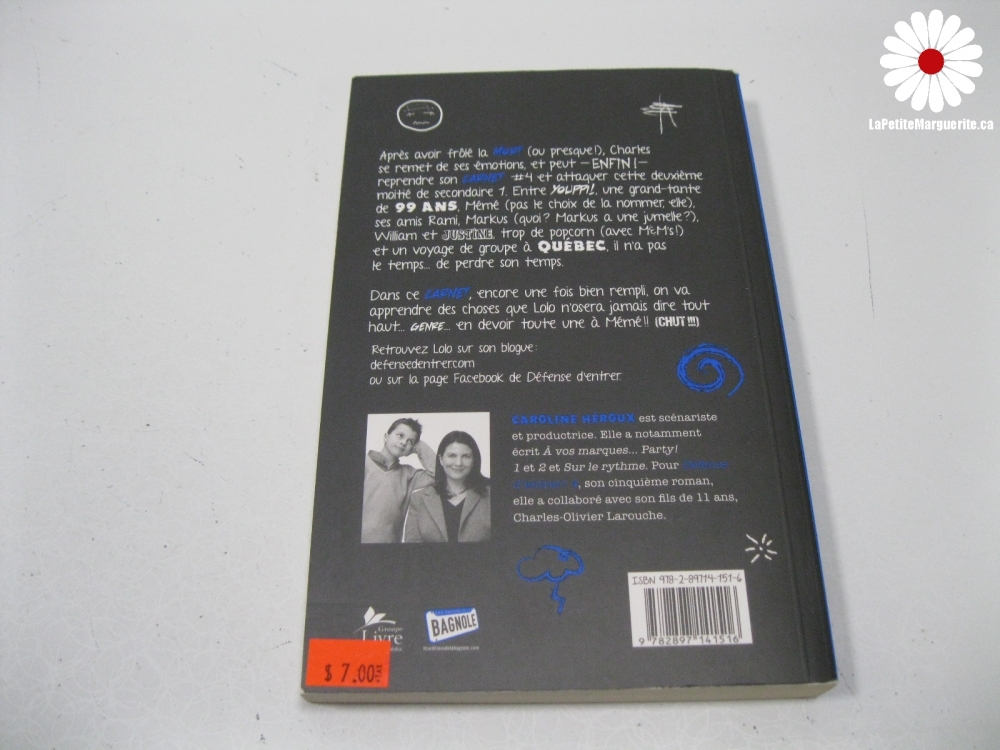 LaPetiteMarguerite.ca
Après avoir frôlé la MORT (ou presque!), Charles
se remet de ses émotions, et peut —ENFIN!—
reprendre son CARNET #4 et attaquer cette deuxième
moitié de secondaire 1. Entre YOUPPI!, une grand-tante
de 99 ANS, Mémé (pas le choix de la nommer, elle),
ses amis Rami, Markus (quoi? Markus a une jumelle?),
William et JUSTINE, trop de popcorn (avec M&M's!)
et un voyage de groupe à QUÉBEC, il n'a pas
le temps... de perdre son temps.
Dans ce CARNET, encore une fois bien rempli, on va
apprendre des choses que Lolo n'osera jamais dire tout
haut... GENRE... en devoir toute une à Mémé!! (CHUT !!!)
Retrouvez Lolo sur son blogue:
defensedentrer.com
ou sur la page Facebook de Défense d'entrer
CAROLINE HÉROUX est scénariste
et productrice. Elle a notamment
écrit À vos marques... Party!
1 et 2 et Sur le rythme. Pour
, son cinquième roman,
elle a collaboré avec son fils de 11 ans,
Charles-Olivier Larouche.
ISBN 978-2-89714-151-6
9 782897 141516
Groupe
Livre
BAGNOLE
$ 7.00